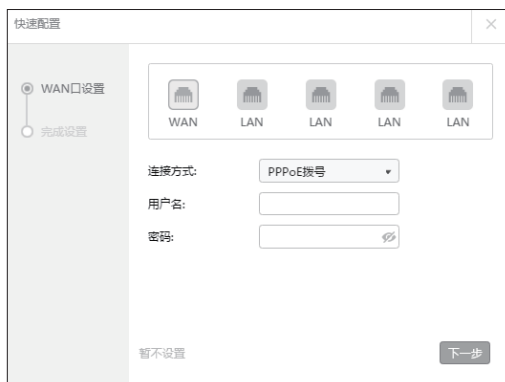 快速配置
WAN口设置
完成设置
WAN LAN LAN LAN LAN
连接方式: PPPoE拨号
用户名:
密码:
暂不设置 下一步